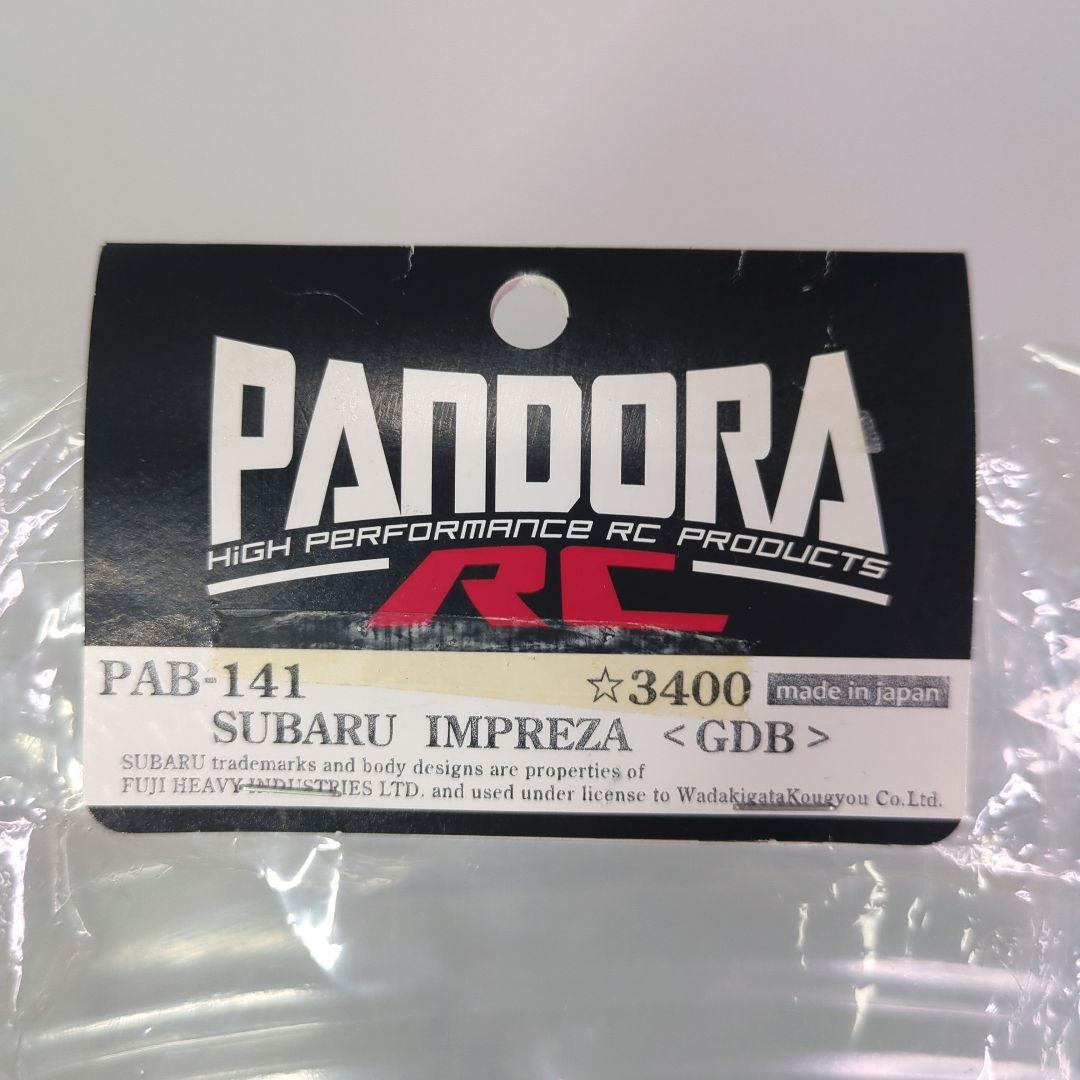 PANDORA
HIGH PERFORMANCE RC PRODUCTS
RC
PAB-141 ☆3400 made in japan
SUBARU IMPREZA <GDB>
SUBARU trademarks and body designs are properties of
FUJI HEAVY INDUSTRIES LTD. and used under license to WadakigataKougyou Co.Ltd.